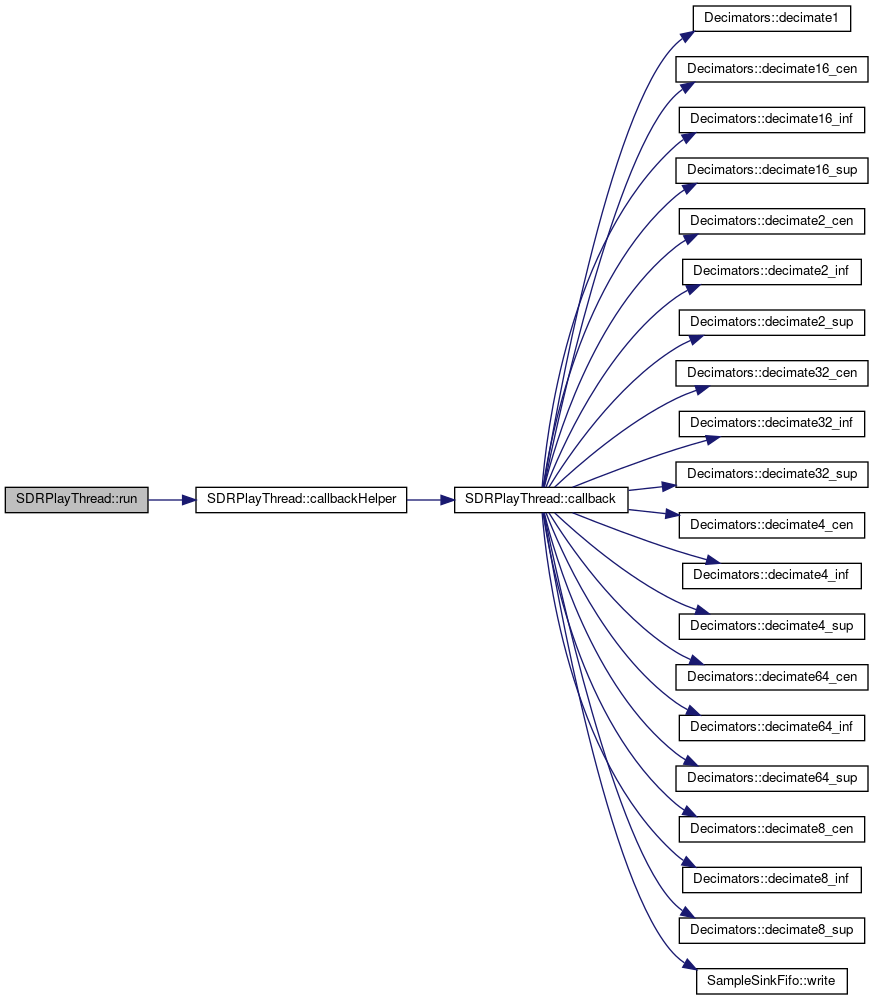 SDRPlayThread::run
SDRPlayThread::callbackHelper
SDRPlayThread::callback
Decimators::decimate1
Decimators::decimate16_cen
Decimators::decimate16_inf
Decimators::decimate16_sup
Decimators::decimate2_cen
Decimators::decimate2_inf
Decimators::decimate2_sup
Decimators::decimate32_cen
Decimators::decimate32_inf
Decimators::decimate32_sup
Decimators::decimate4_cen
Decimators::decimate4_inf
Decimators::decimate4_sup
Decimators::decimate64_cen
Decimators::decimate64_inf
Decimators::decimate64_sup
Decimators::decimate8_cen
Decimators::decimate8_inf
Decimators::decimate8_sup
SampleSinkFifo::write